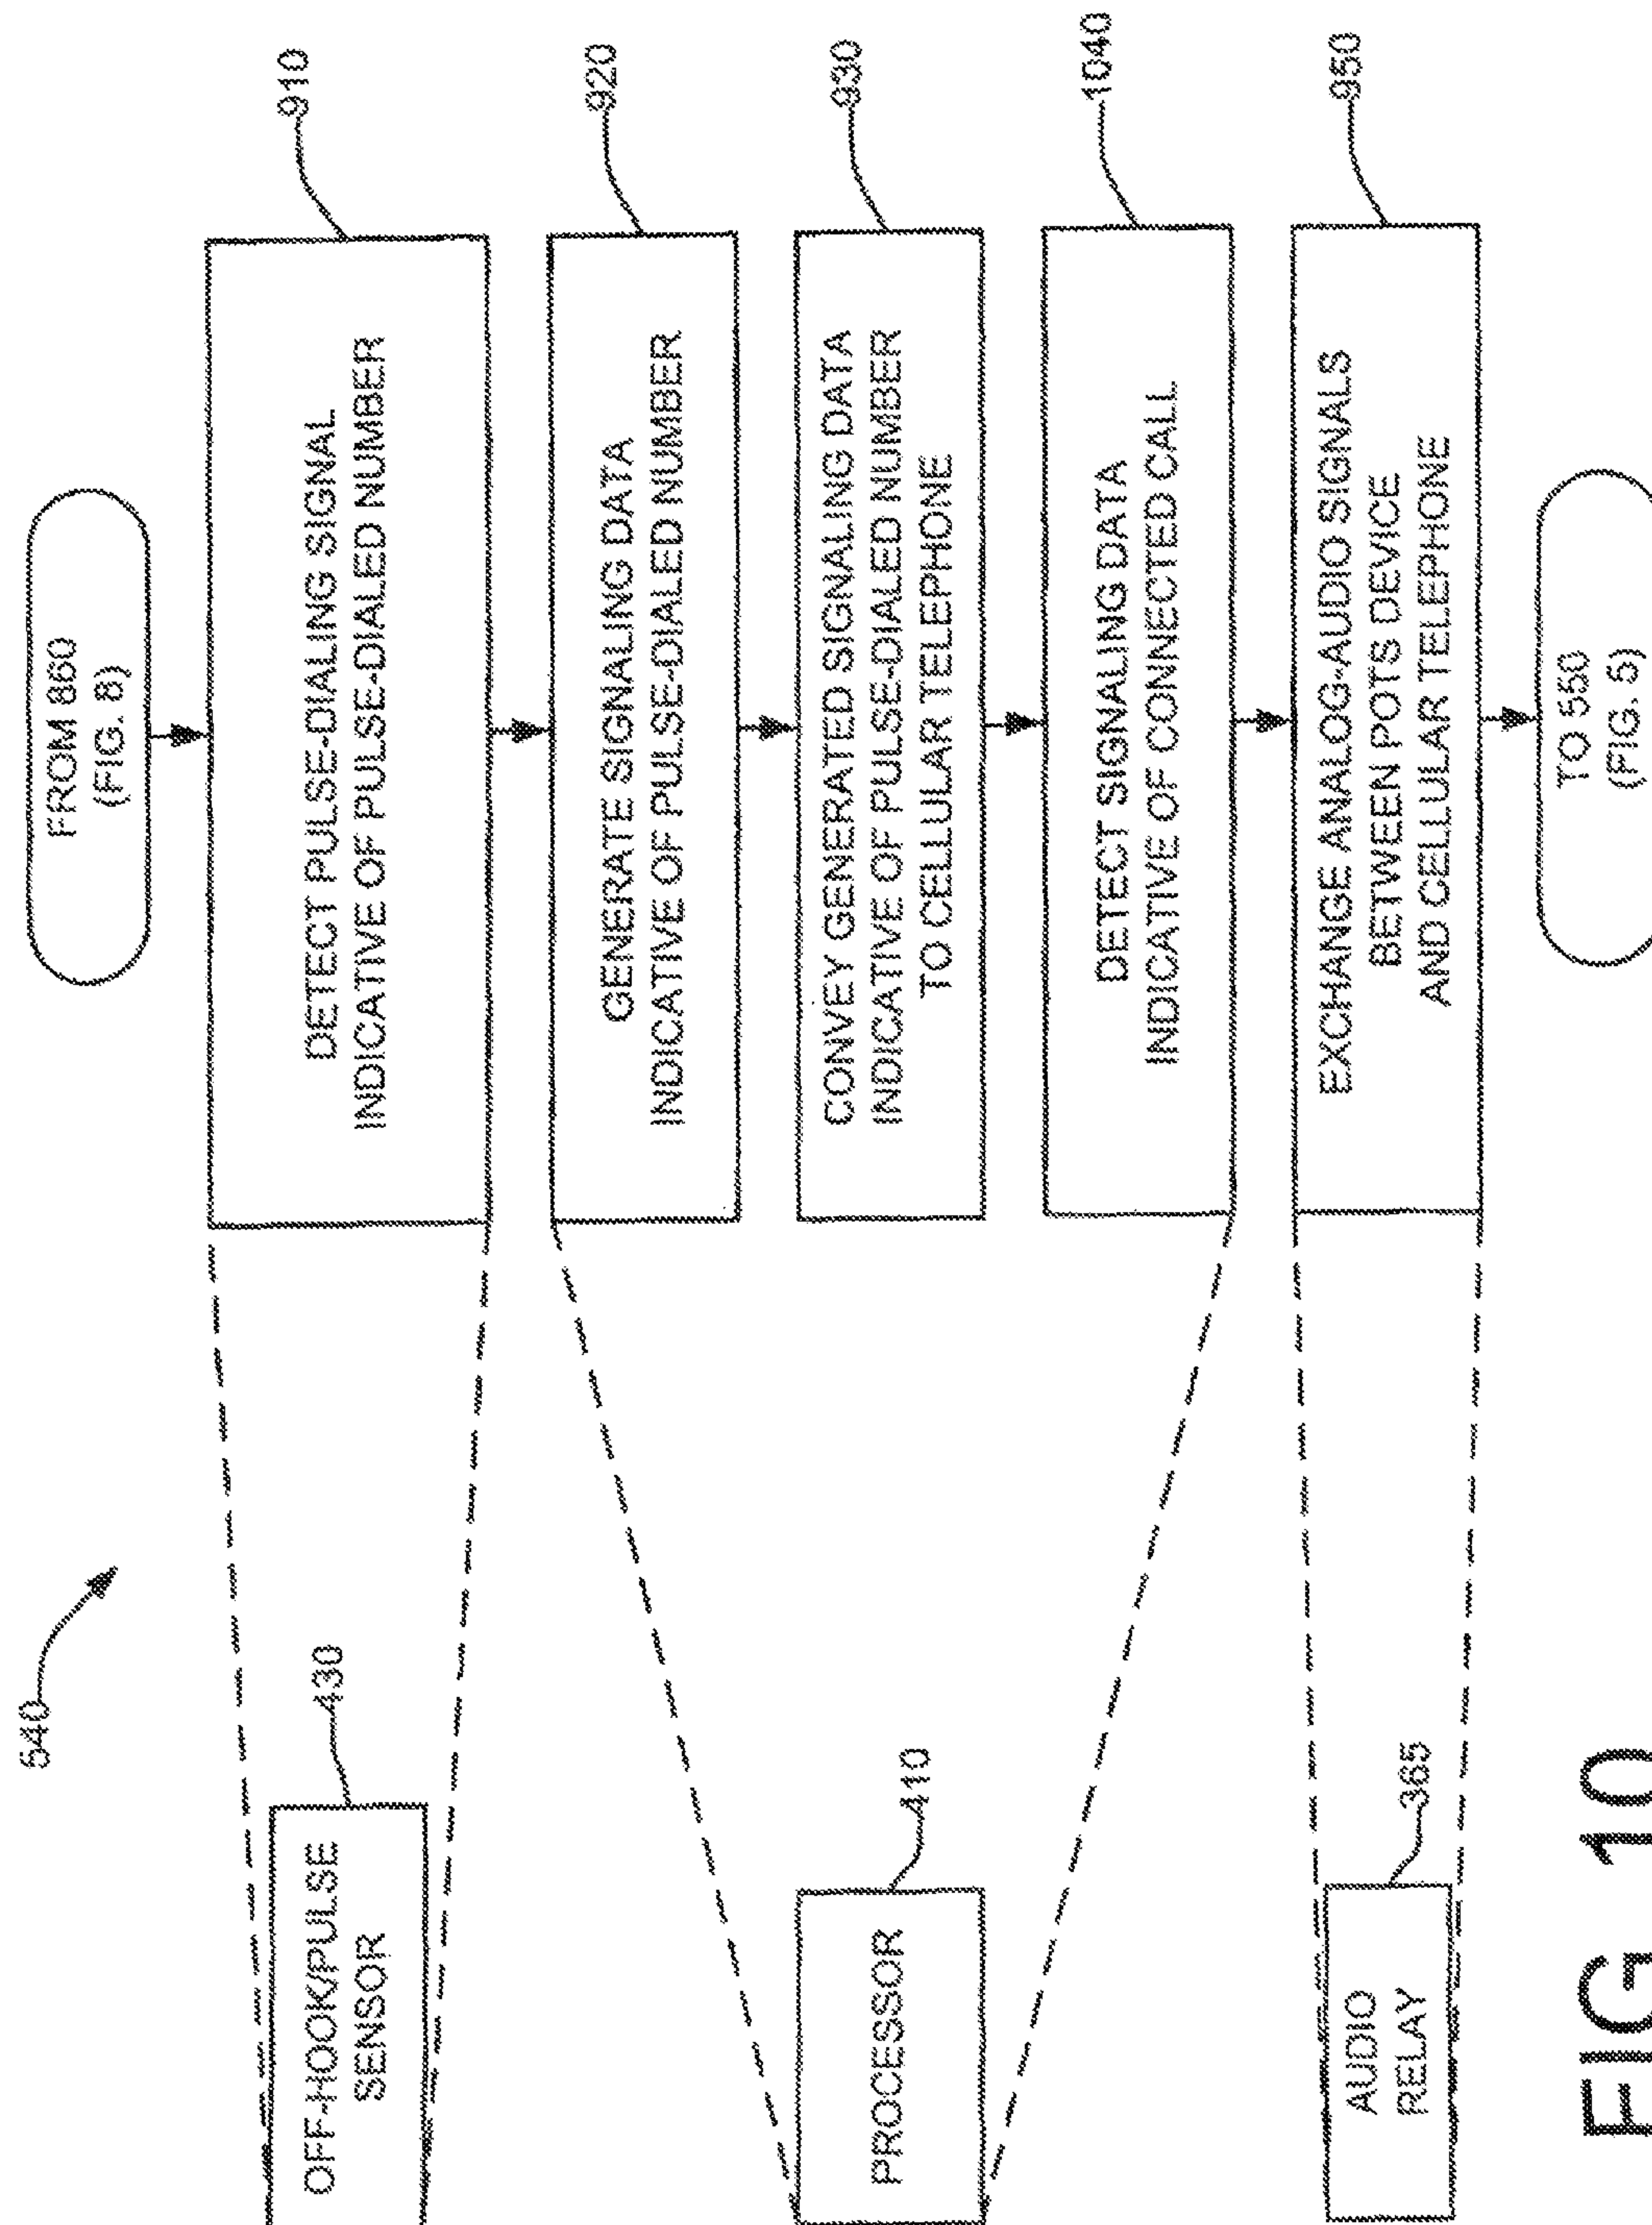 540
FROM 860
(FIG. 8)
OFF-HOOK/PULSE
SENSOR
430
DETECT PULSE-DIALING SIGNAL
INDICATIVE OF PULSE-DIALED NUMBER
910
GENERATE SIGNALING DATA
INDICATIVE OF PULSE-DIALED NUMBER
920
PROCESSOR
410
CONVEY GENERATED SIGNALING DATA
INDICATIVE OF PULSE-DIALED NUMBER
TO CELLULAR TELEPHONE
930
DETECT SIGNALING DATA
INDICATIVE OF CONNECTED CALL
1040
AUDIO
RELAY
365
EXCHANGE ANALOG-AUDIO SIGNALS
BETWEEN POTS DEVICE
AND CELLULAR TELEPHONE
950
TO 550
(FIG. 5)
FIG 10